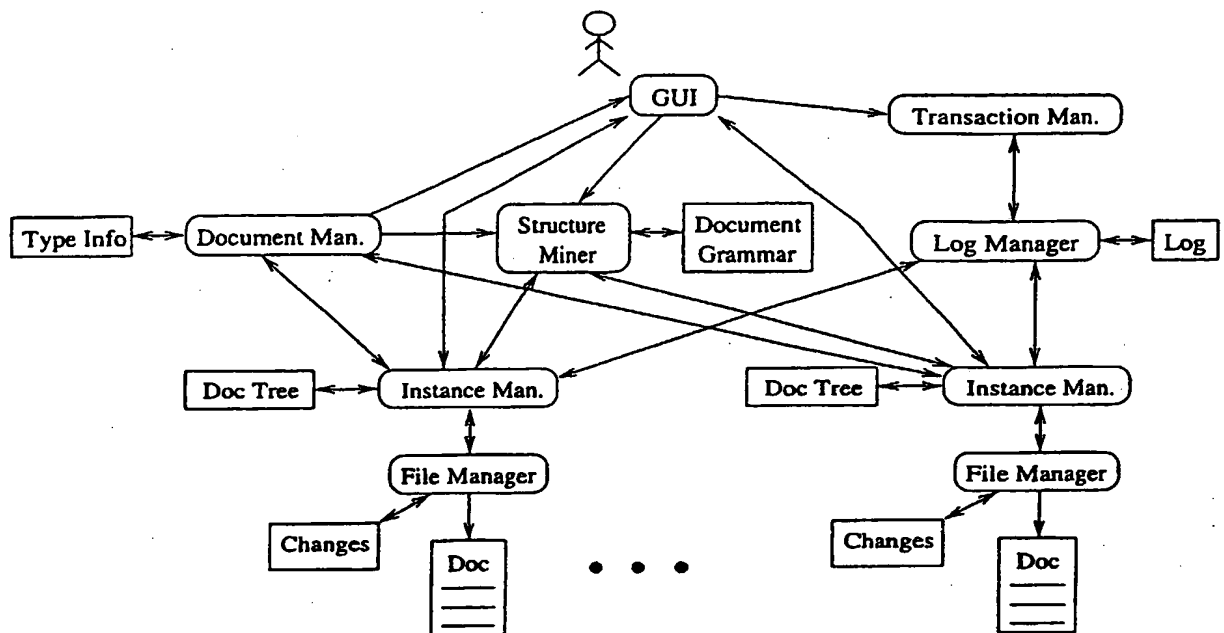 GUI
Transaction Man.
Type Info
Document Man.
Structure
Miner
Document
Grammar
Log Manager
Log
Doc Tree
Instance Man.
Doc Tree
Instance Man.
File Manager
File Manager
Changes
Changes
Doc
Doc